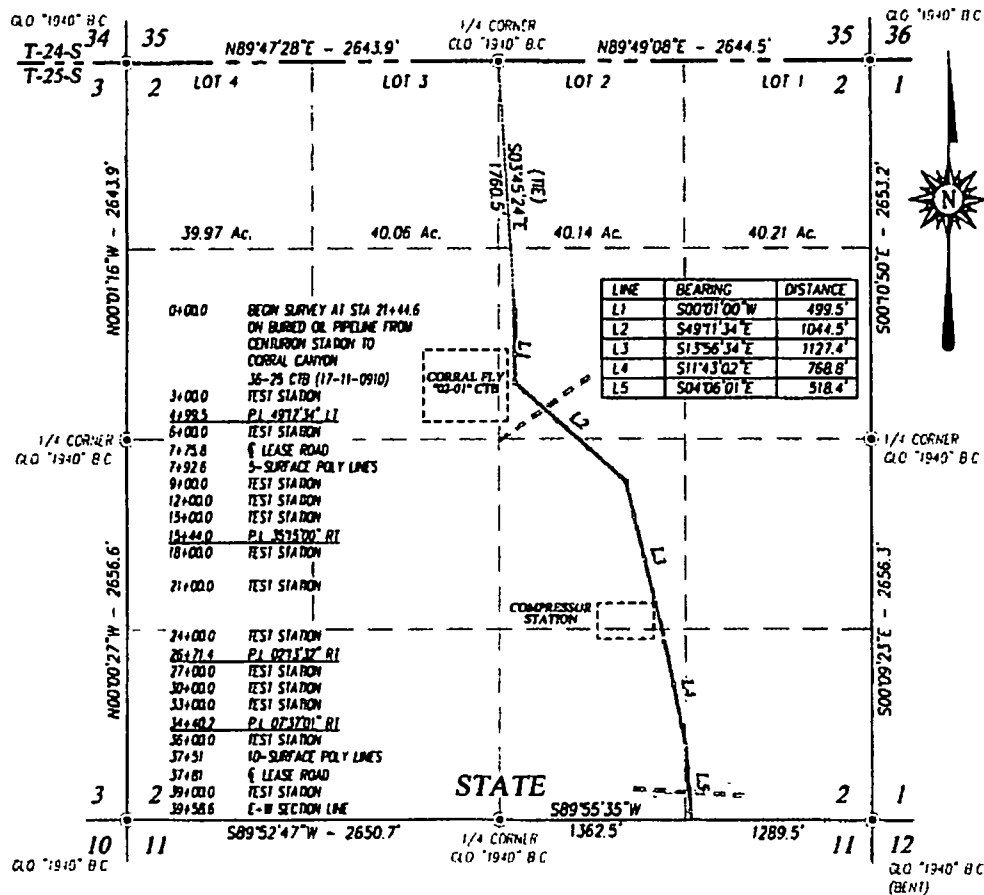 GLO "1940" B.C
1/4 CORNER
GLO "1940" B.C
GLO "1940" B.C
34 35
35 36
T-24-S
T-25-S
N89°47'28"E - 2643.9'
N89°49'08"E - 2644.5'
3 2
2 1
LOT 4
LOT 3
LOT 2
LOT 1
N00°01'16"W - 2643.9'
(TIE)
S03°45'24"E
1760.5'
S00°10'50"E - 2653.2'
N
39.97 Ac.
40.06 Ac.
40.14 Ac.
40.21 Ac.
LINE BEARING DISTANCE
L1 S00°01'00"W 499.5'
L2 S49°11'34"E 1044.5'
L3 S13°56'34"E 1127.4'
L4 S11°43'02"E 768.8'
L5 S04°06'01"E 518.4'
0+00.0 BEGIN SURVEY AT STA 21+44.6
ON BURIED OIL PIPELINE FROM
CENTURION STATION TO
CORRAL CANYON
36-25 CTB (17-11-0910)
3+00.0 TEST STATION
4+99.5 P.I. 49°12'34" LT
6+00.0 TEST STATION
7+75.8 ℄ LEASE ROAD
7+92.6 5-SURFACE POLY LINES
9+00.0 TEST STATION
12+00.0 TEST STATION
15+00.0 TEST STATION
15+44.0 P.I. 35°15'00" RT
18+00.0 TEST STATION
21+00.0 TEST STATION
24+00.0 TEST STATION
26+71.4 P.I. 02°13'32" RT
27+00.0 TEST STATION
30+00.0 TEST STATION
33+00.0 TEST STATION
34+40.2 P.I. 07°37'01" RT
36+00.0 TEST STATION
37+51 10-SURFACE POLY LINES
37+81 ℄ LEASE ROAD
39+00.0 TEST STATION
39+58.6 E-W SECTION LINE
L1
CORRAL FLY
"02-01" CTB
L2
1/4 CORNER
GLO "1940" B.C
1/4 CORNER
GLO "1940" B.C
L3
COMPRESSOR
STATION
L4
N00°00'27"W - 2656.6'
S00°09'23"E - 2656.3'
L5
STATE
3 2
2 1
S89°52'47"W - 2650.7'
S89°55'35"W
1362.5'
1289.5'
10 11
11 12
GLO "1940" B.C
1/4 CORNER
GLO "1940" B.C
GLO "1940" B.C
(BENT)